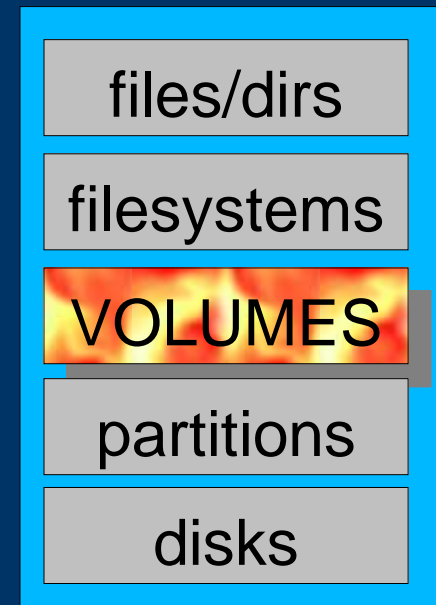 files/dirs
filesystems
VOLUMES
partitions
disks